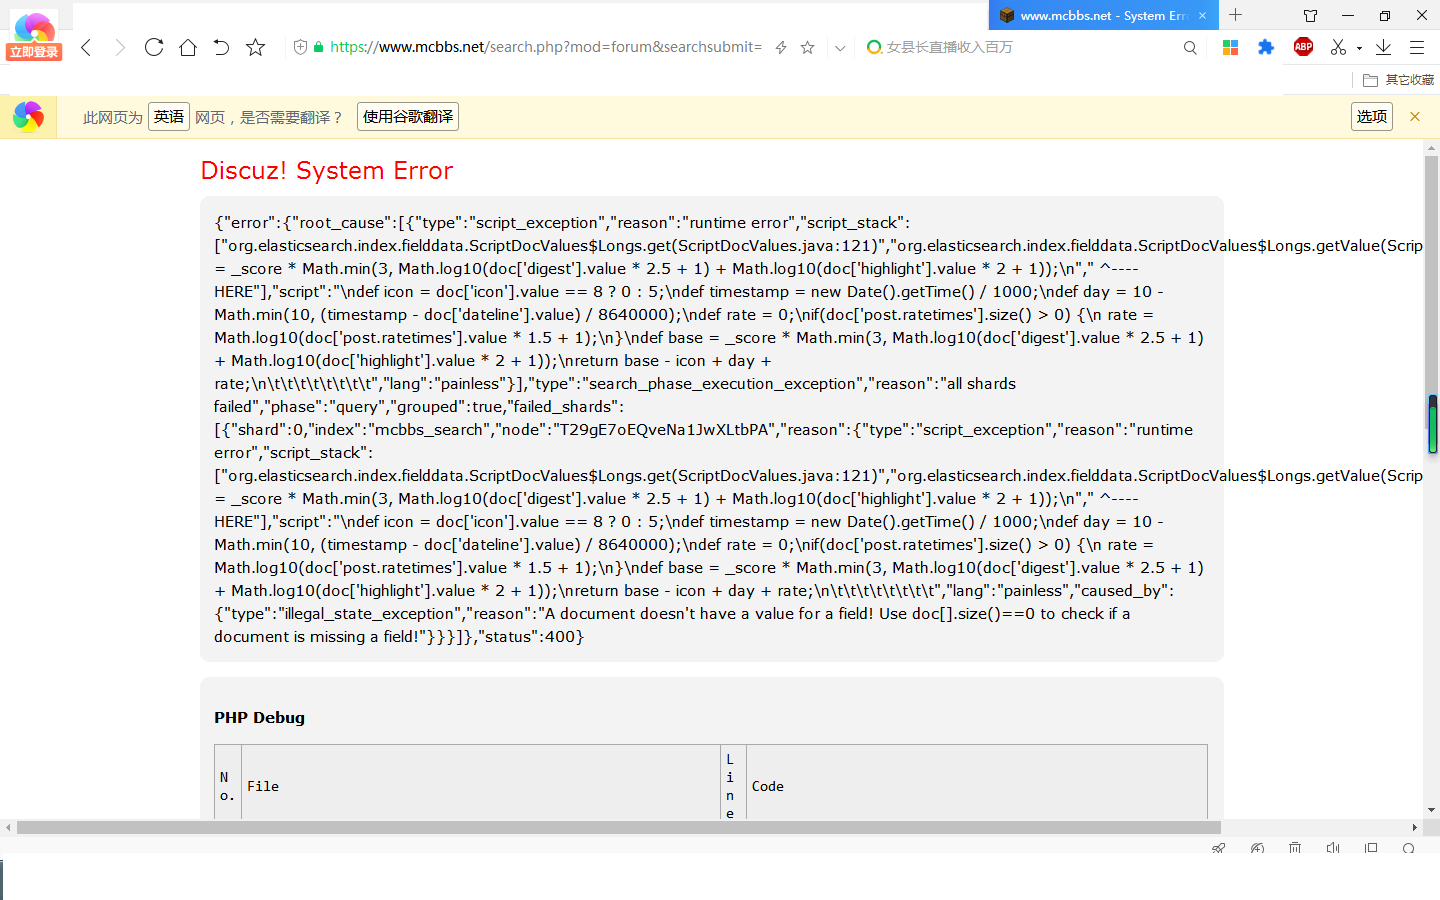 www.mcbbs.net - System Err
立即登录
https://www.mcbbs.net/search.php?mod=forum&searchsubmit=
女县长直播收入百万
ABP
其它收藏
此网页为 英语 网页，是否需要翻译？ 使用谷歌翻译
选项
Discuz! System Error
{"error":{"root_cause":[{"type":"script_exception","reason":"runtime error","script_stack":
["org.elasticsearch.index.fielddata.ScriptDocValues$Longs.get(ScriptDocValues.java:121)","org.elasticsearch.index.fielddata.ScriptDocValues$Longs.getValue(Scrip
= _score * Math.min(3, Math.log10(doc['digest'].value * 2.5 + 1) + Math.log10(doc['highlight'].value * 2 + 1));\n"," ^----
HERE"],"script":"\ndef icon = doc['icon'].value == 8 ? 0 : 5;\ndef timestamp = new Date().getTime() / 1000;\ndef day = 10 -
Math.min(10, (timestamp - doc['dateline'].value) / 8640000);\ndef rate = 0;\nif(doc['post.ratetimes'].size() > 0) {\n rate =
Math.log10(doc['post.ratetimes'].value * 1.5 + 1);\n}\ndef base = _score * Math.min(3, Math.log10(doc['digest'].value * 2.5 + 1)
+ Math.log10(doc['highlight'].value * 2 + 1));\nreturn base - icon + day +
rate;\n\t\t\t\t\t\t\t\t","lang":"painless"}],"type":"search_phase_execution_exception","reason":"all shards
failed","phase":"query","grouped":true,"failed_shards":
[{"shard":0,"index":"mcbbs_search","node":"T29gE7oEQveNa1JwXLtbPA","reason":{"type":"script_exception","reason":"runtime
error","script_stack":
["org.elasticsearch.index.fielddata.ScriptDocValues$Longs.get(ScriptDocValues.java:121)","org.elasticsearch.index.fielddata.ScriptDocValues$Longs.getValue(Scrip
= _score * Math.min(3, Math.log10(doc['digest'].value * 2.5 + 1) + Math.log10(doc['highlight'].value * 2 + 1));\n"," ^----
HERE"],"script":"\ndef icon = doc['icon'].value == 8 ? 0 : 5;\ndef timestamp = new Date().getTime() / 1000;\ndef day = 10 -
Math.min(10, (timestamp - doc['dateline'].value) / 8640000);\ndef rate = 0;\nif(doc['post.ratetimes'].size() > 0) {\n rate =
Math.log10(doc['post.ratetimes'].value * 1.5 + 1);\n}\ndef base = _score * Math.min(3, Math.log10(doc['digest'].value * 2.5 + 1)
+ Math.log10(doc['highlight'].value * 2 + 1));\nreturn base - icon + day + rate;\n\t\t\t\t\t\t\t\t","lang":"painless","caused_by":
{"type":"illegal_state_exception","reason":"A document doesn't have a value for a field! Use doc[].size()==0 to check if a
document is missing a field!"}}}]},"status":400}
PHP Debug
No.
File
Line
Code